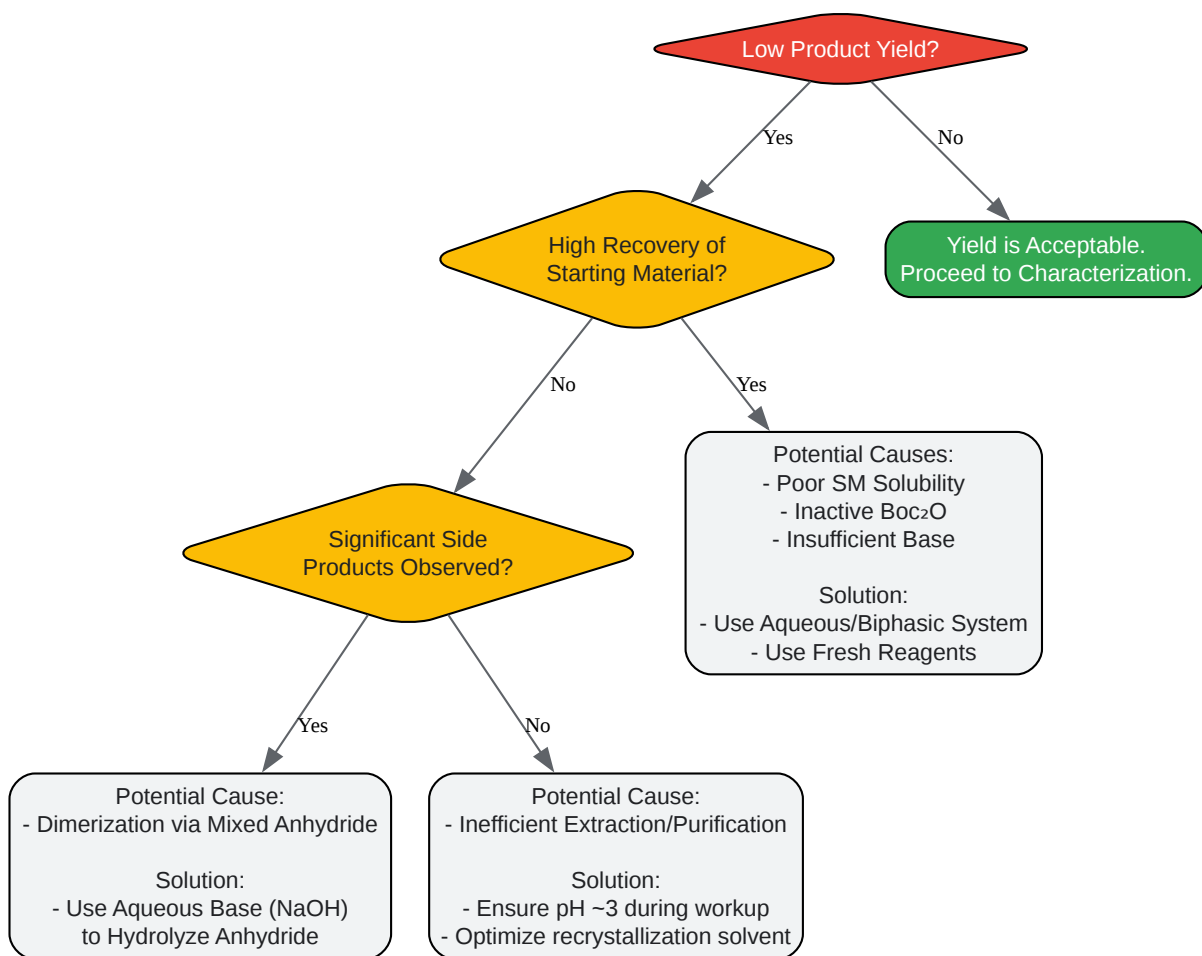 Low Product Yield?
Yes
No
High Recovery of
Starting Material?
Yield is Acceptable.
Proceed to Characterization.
No
Yes
Significant Side
Products Observed?
Potential Causes:
- Poor SM Solubility
- Inactive Boc₂O
- Insufficient Base
Solution:
- Use Aqueous/Biphasic System
- Use Fresh Reagents
Yes
No
Potential Cause:
- Dimerization via Mixed Anhydride
Solution:
- Use Aqueous Base (NaOH)
to Hydrolyze Anhydride
Potential Cause:
- Inefficient Extraction/Purification
Solution:
- Ensure pH ~3 during workup
- Optimize recrystallization solvent